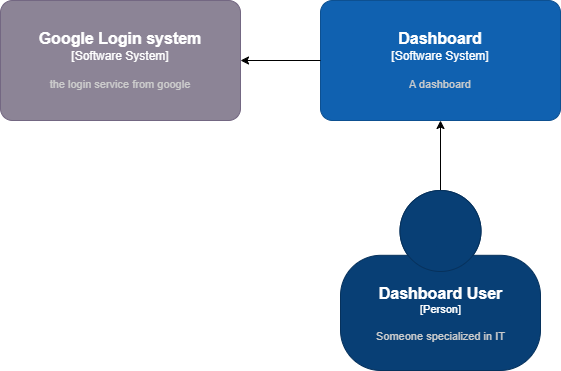 Google Login system
[Software System]
the login service from google
Dashboard
[Software System]
A dashboard
Dashboard User
[Person]
Someone specialized in IT